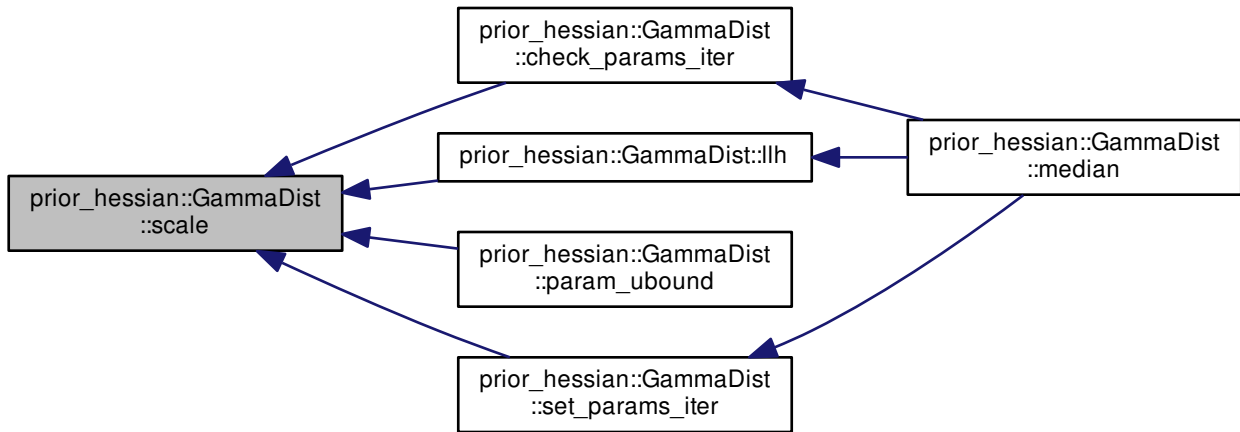 prior_hessian::GammaDist
::scale
prior_hessian::GammaDist
::check_params_iter
prior_hessian::GammaDist::llh
prior_hessian::GammaDist
::param_ubound
prior_hessian::GammaDist
::set_params_iter
prior_hessian::GammaDist
::median